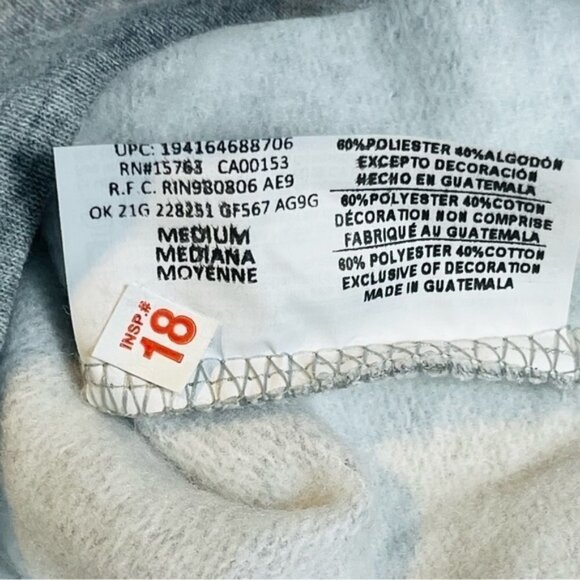 UPC: 194164688706
RN#15763 CA00153
R.F.C. RIN980806 AE9
OK 21G 228251 GF567 AG9G
MEDIUM
MEDIANA
MOYENNE
60%POLIESTER 40%ALGODÓN
EXCEPTO DECORACIÓN
HECHO EN GUATEMALA
60%POLYESTER 40%COTON
DÉCORATION NON COMPRISE
FABRIQUÉ AU GUATEMALA
60% POLYESTER 40%COTTON
EXCLUSIVE OF DECORATION
MADE IN GUATEMALA
INSP.#
18